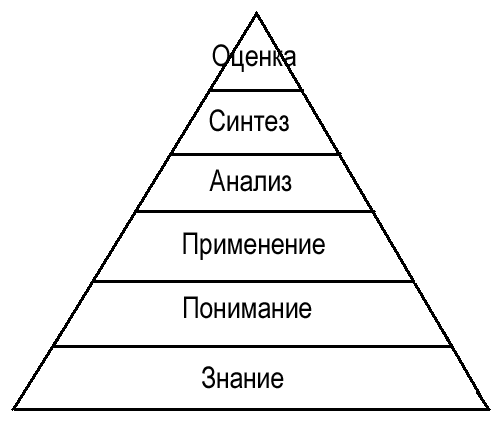 Оценка
Синтез
Анализ
Применение
Понимание
Знание